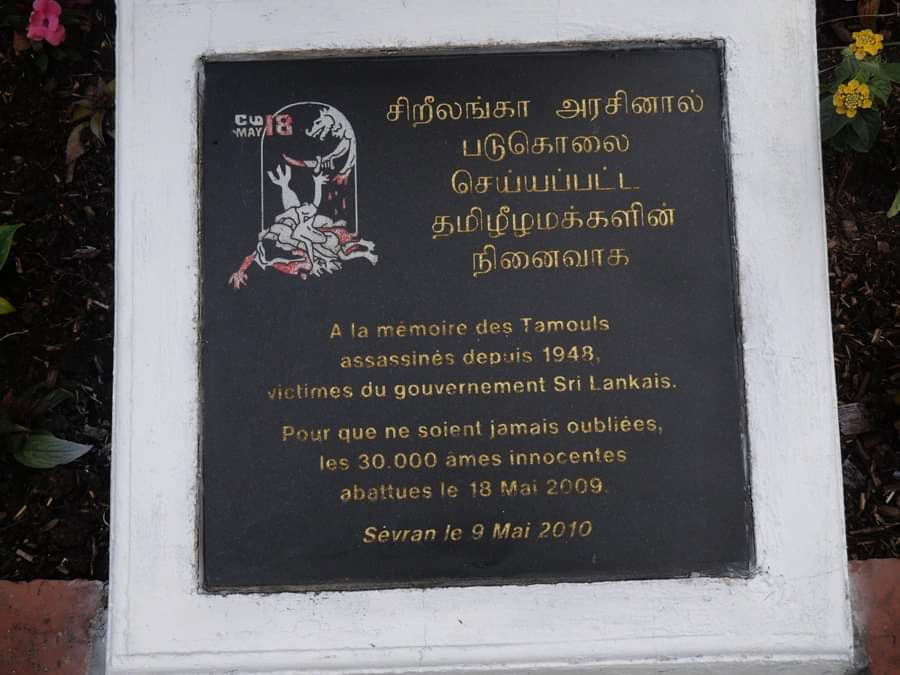 மே
MAY 18
சிறீலங்கா அரசினால்
படுகொலை
செய்யப்பட்ட
தமிழீழமக்களின்
நினைவாக
A la mémoire des Tamouls
assassinés depuis 1948,
victimes du gouvernement Sri Lankais.
Pour que ne soient jamais oubliées,
les 30.000 âmes innocentes
abattues le 18 Mai 2009.
Sevran le 9 Mai 2010